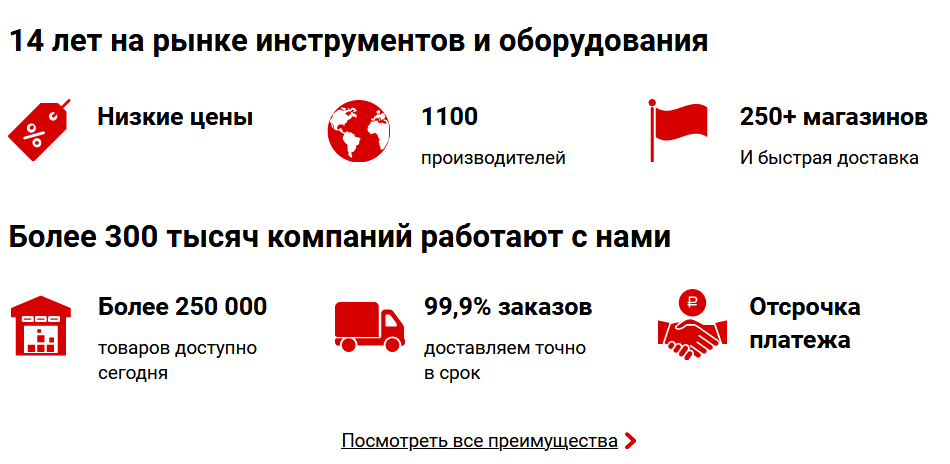 14 лет на рынке инструментов и оборудования
Низкие цены
1100
производителей
250+ магазинов
И быстрая доставка
Более 300 тысяч компаний работают с нами
Более 250 000
товаров доступно
сегодня
99,9% заказов
доставляем точно
в срок
₽
Отсрочка
платежа
Посмотреть все преимущества